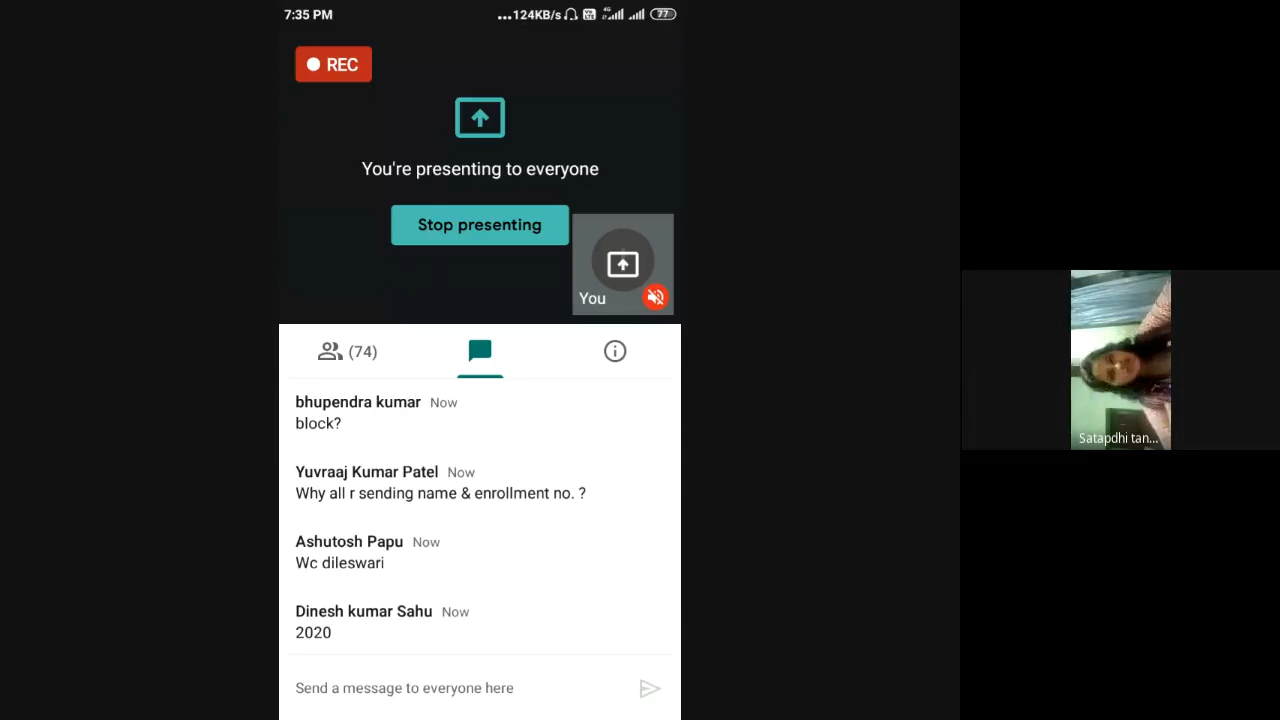 7:35 PM
...124KB/s 4G 77
REC
You're presenting to everyone
Stop presenting
You
(74)
bhupendra kumar Now
block?
Yuvraaj Kumar Patel Now
Why all r sending name & enrollment no. ?
Ashutosh Papu Now
Wc dileswari
Dinesh kumar Sahu Now
2020
Send a message to everyone here
Satapdhi tan...